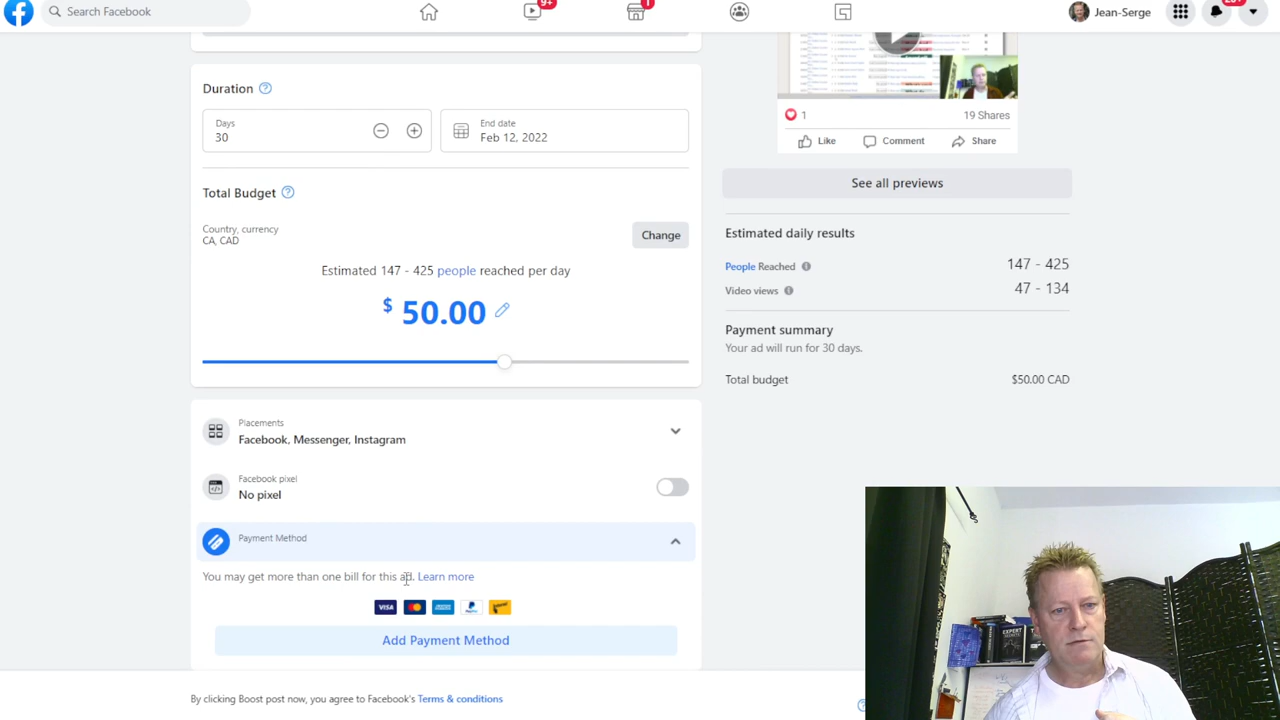 Search Facebook
9+
1
Jean-Serge
20+
Duration
Days
30
End date
Feb 12, 2022
Total Budget
Country, currency
CA, CAD
Change
Estimated 147 - 425 people reached per day
$ 50.00
Placements
Facebook, Messenger, Instagram
Facebook pixel
No pixel
Payment Method
You may get more than one bill for this ad. Learn more
VISA
Add Payment Method
By clicking Boost post now, you agree to Facebook's Terms & conditions
1
19 Shares
Like
Comment
Share
See all previews
Estimated daily results
People Reached
147 - 425
Video views
47 - 134
Payment summary
Your ad will run for 30 days.
Total budget
$50.00 CAD
EXPERT